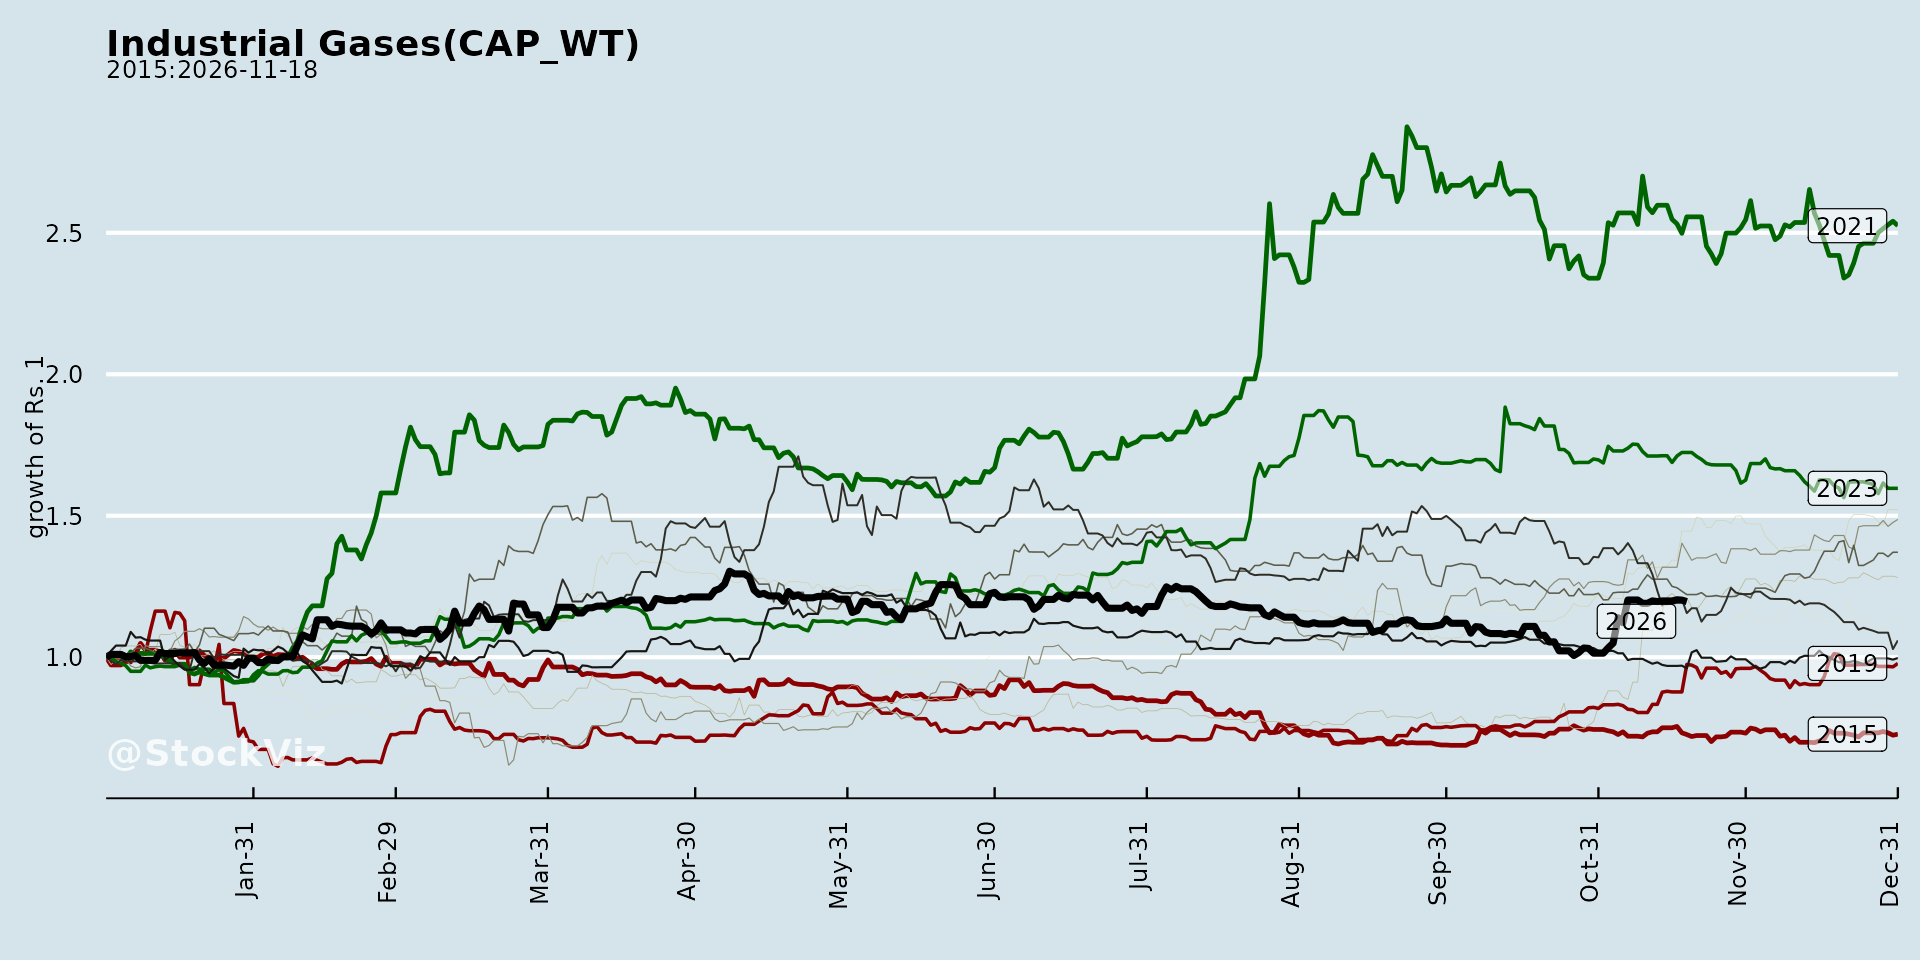 Industrial Gases(CAP_WT)
2015:2026-11-18
growth of Rs. 1
2.5
2.0
1.5
1.0
2021
2023
2026
2019
2015
@StockViz
Jan-31
Feb-29
Mar-31
Apr-30
May-31
Jun-30
Jul-31
Aug-31
Sep-30
Oct-31
Nov-30
Dec-31